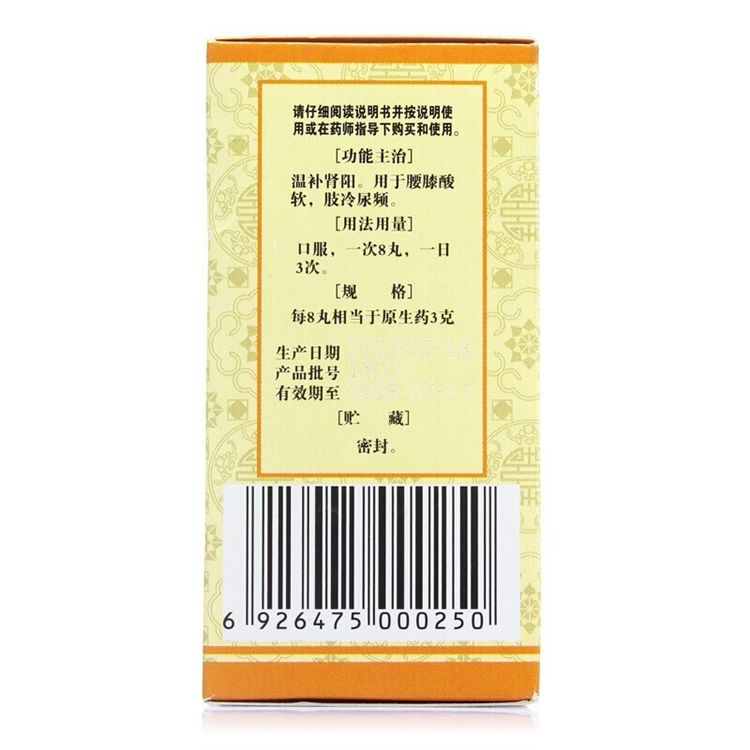 请仔细阅读说明书并按说明使
用或在药师指导下购买和使用。
[功能主治]
温补肾阳。用于腰膝酸
软，肢冷尿频。
[用法用量]
口服，一次8丸，一日
3次。
[规 格]
每8丸相当于原生药3克
生产日期
产品批号
有效期至
[贮 藏]
密封。
6 926475 000250